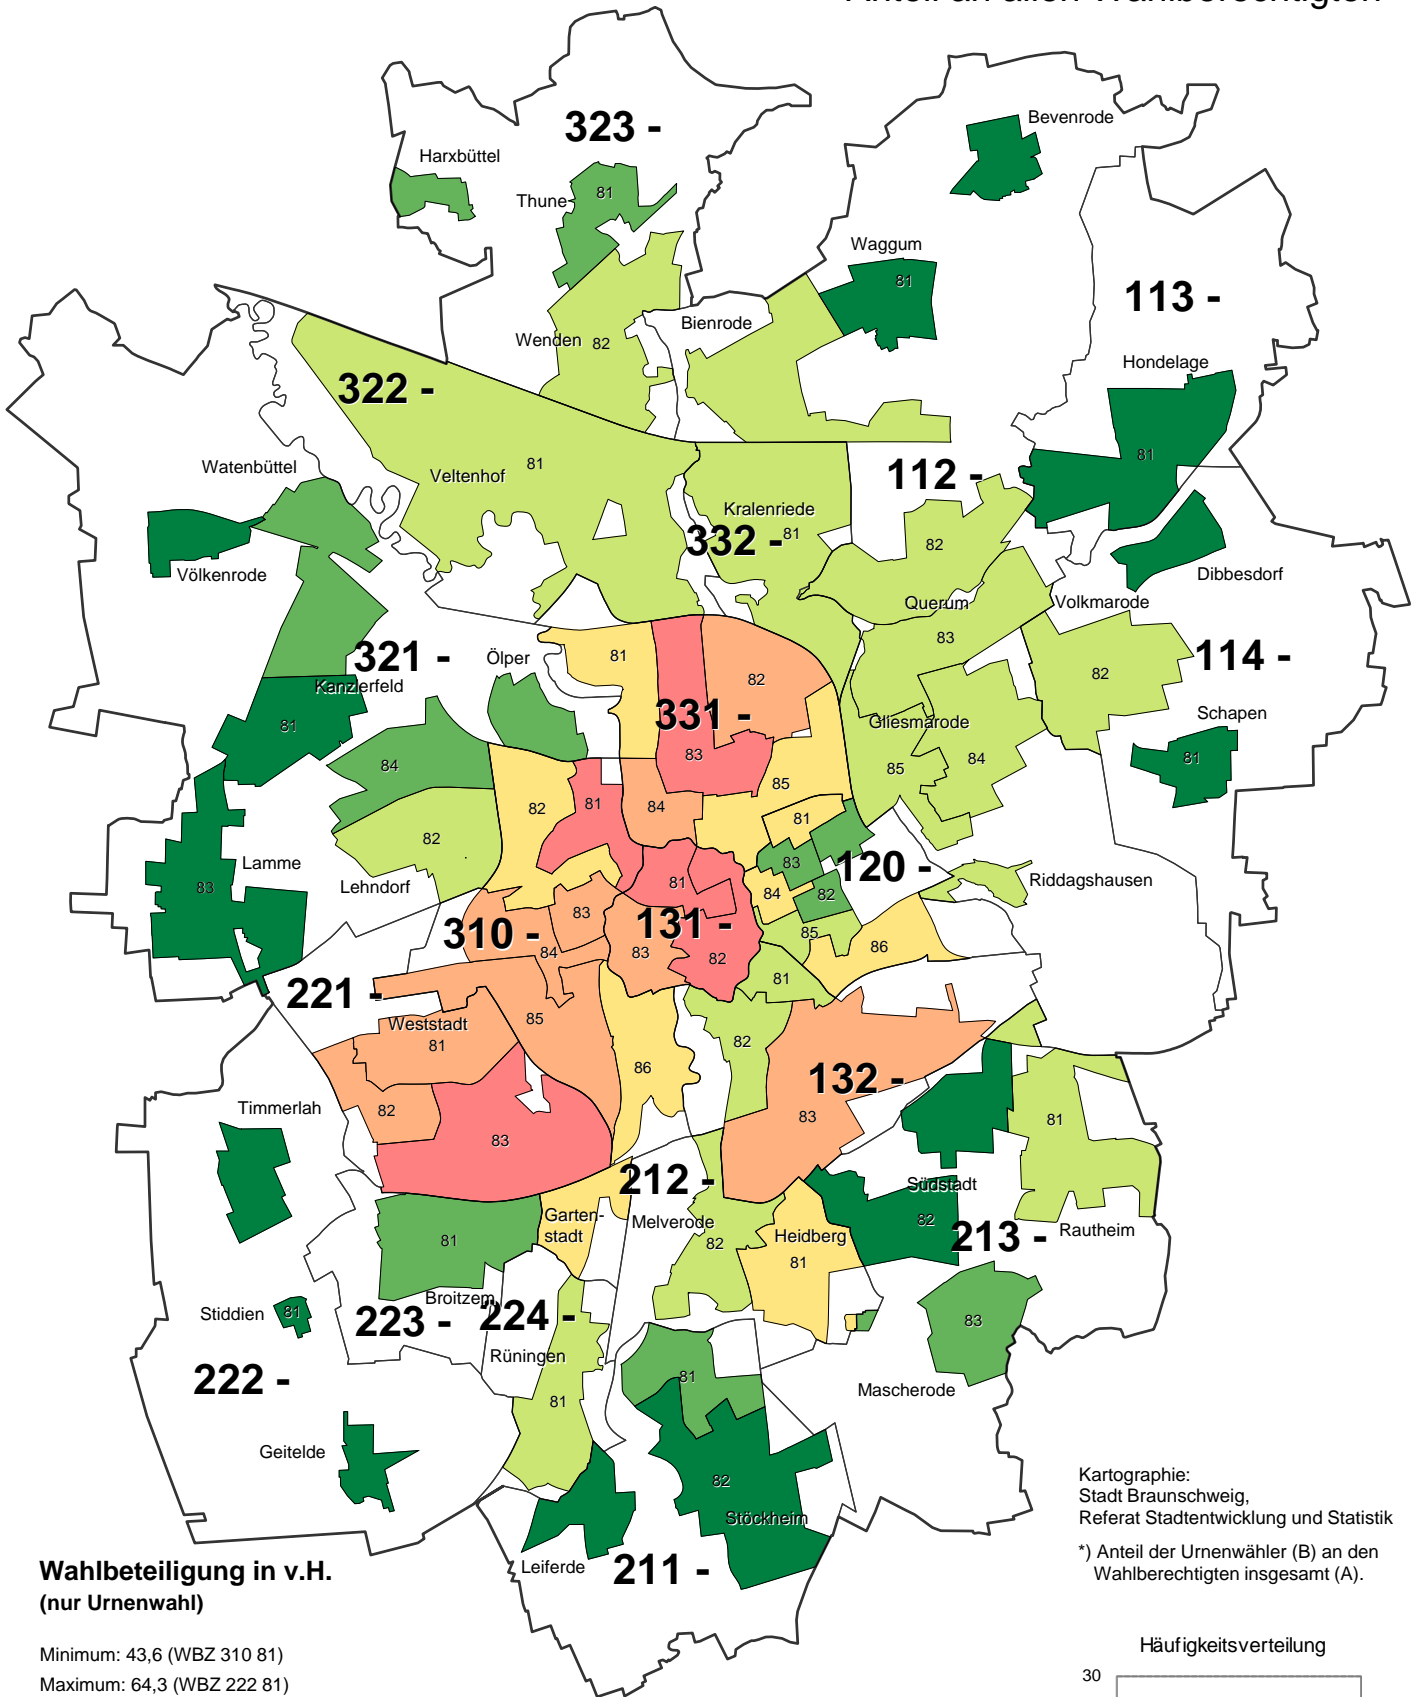 323 -
Bevenrode
Harxbüttel
81
Thune
Waggum
81
113 -
Bienrode
Wenden
82
Hondelage
322 -
81
Watenbüttel
Veltenhof
81
112 -
Kralenriede
332 -
81
82
Völkenrode
Dibbesdorf
Querum
Volkmarode
83
321 -
Ölper
81
82
82
114 -
Kanzlerfeld
81
331 -
Gliesmarode
Schapen
83
84
85
84
81
85
82
81
84
81
82
83
120 -
Lamme
83
Lehndorf
81
84
82
Riddagshausen
310 -
83
131 -
84
83
82
85
86
221 -
81
Weststadt
81
85
82
86
132 -
82
83
Timmerlah
83
81
212 -
Südstadt
Garten-
stadt
Melverode
82
Heidberg
81
82
213 -
Rautheim
81
Broitzem
Stiddien
81
223 -
224 -
83
Rüningen
222 -
81
81
Mascherode
Geitelde
82
Stöckheim
Leiferde
211 -
Kartographie:
Stadt Braunschweig,
Referat Stadtentwicklung und Statistik
*) Anteil der Urnenwähler (B) an den
Wahlberechtigten insgesamt (A).
Wahlbeteiligung in v.H.
(nur Urnenwahl)
Minimum: 43,6 (WBZ 310 81)
Maximum: 64,3 (WBZ 222 81)
Häufigkeitsverteilung
30